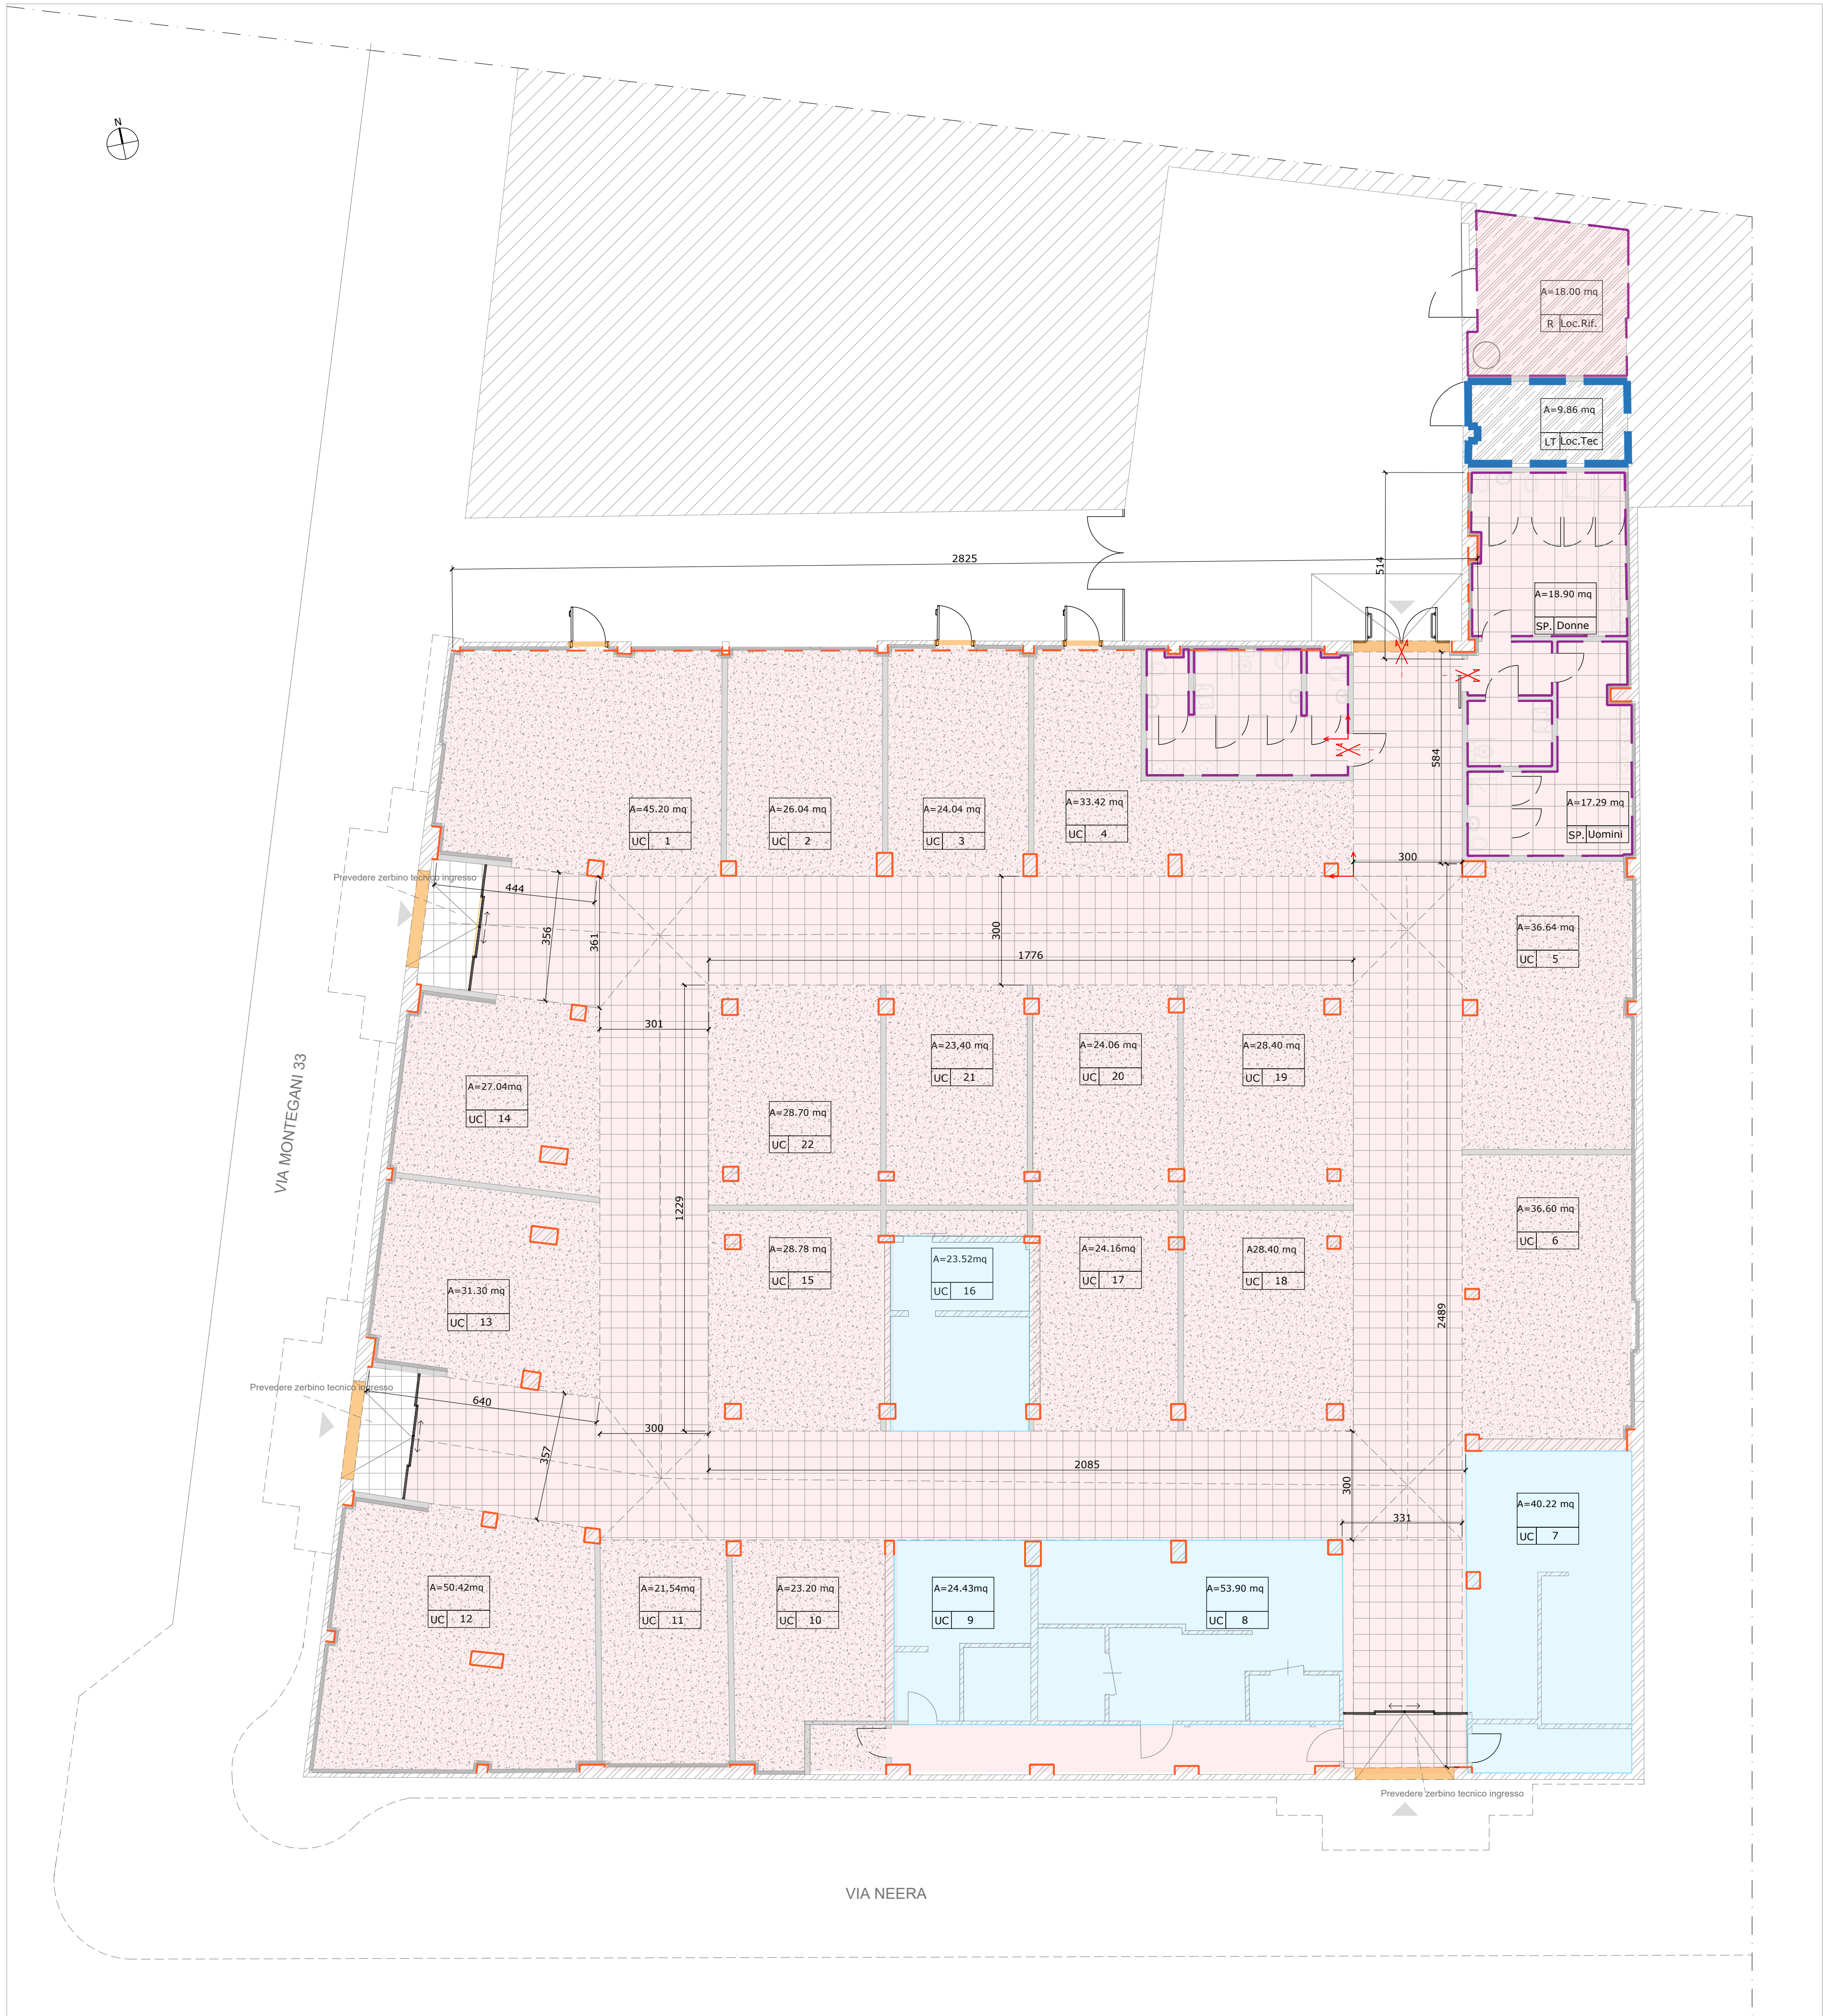 N
A=18.00 mq
R Loc.Rif.
A=9.86 mq
LT Loc.Tec
2825
514
A=18.90 mq
SP. Donne
584
A=45.20 mq
UC 1
A=26.04 mq
UC 2
A=24.04 mq
UC 3
A=33.42 mq
UC 4
A=17.29 mq
SP. Uomini
300
Prevedere zerbino tecnico ingresso
444
356
361
300
1776
A=36.64 mq
UC 5
301
A=27.04mq
UC 14
A=28.70 mq
UC 22
A=23,40 mq
UC 21
A=24.06 mq
UC 20
A=28.40 mq
UC 19
VIA MONTEGANI 33
1229
A=36.60 mq
UC 6
A=31.30 mq
UC 13
A=28.78 mq
UC 15
A=23.52mq
UC 16
A=24.16mq
UC 17
A28.40 mq
UC 18
2489
Prevedere zerbino tecnico ingresso
640
357
300
2085
300
331
A=40.22 mq
UC 7
A=50.42mq
UC 12
A=21,54mq
UC 11
A=23.20 mq
UC 10
A=24.43mq
UC 9
A=53.90 mq
UC 8
Prevedere zerbino tecnico ingresso
VIA NEERA